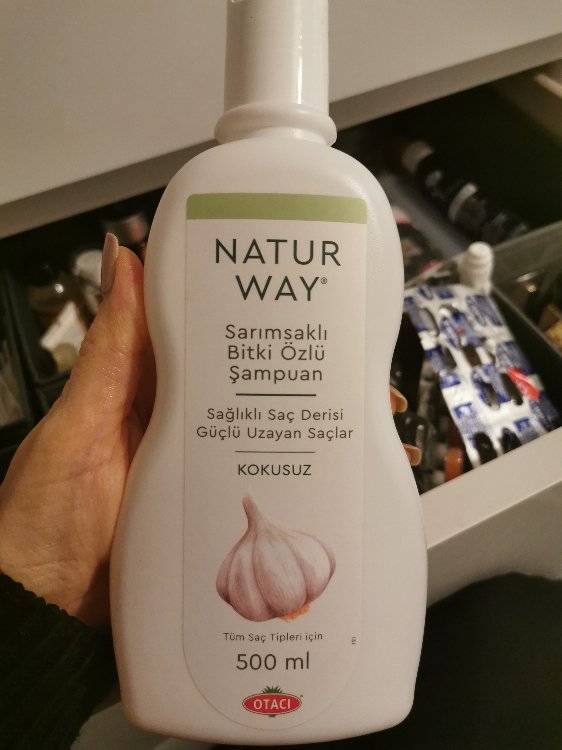 NATUR
WAY®
Sarımsaklı
Bitki Özlü
Şampuan
Sağlıklı Saç Derisi
Güçlü Uzayan Saçlar
KOKUSUZ
Tüm Saç Tipleri için
500 ml
OTACI